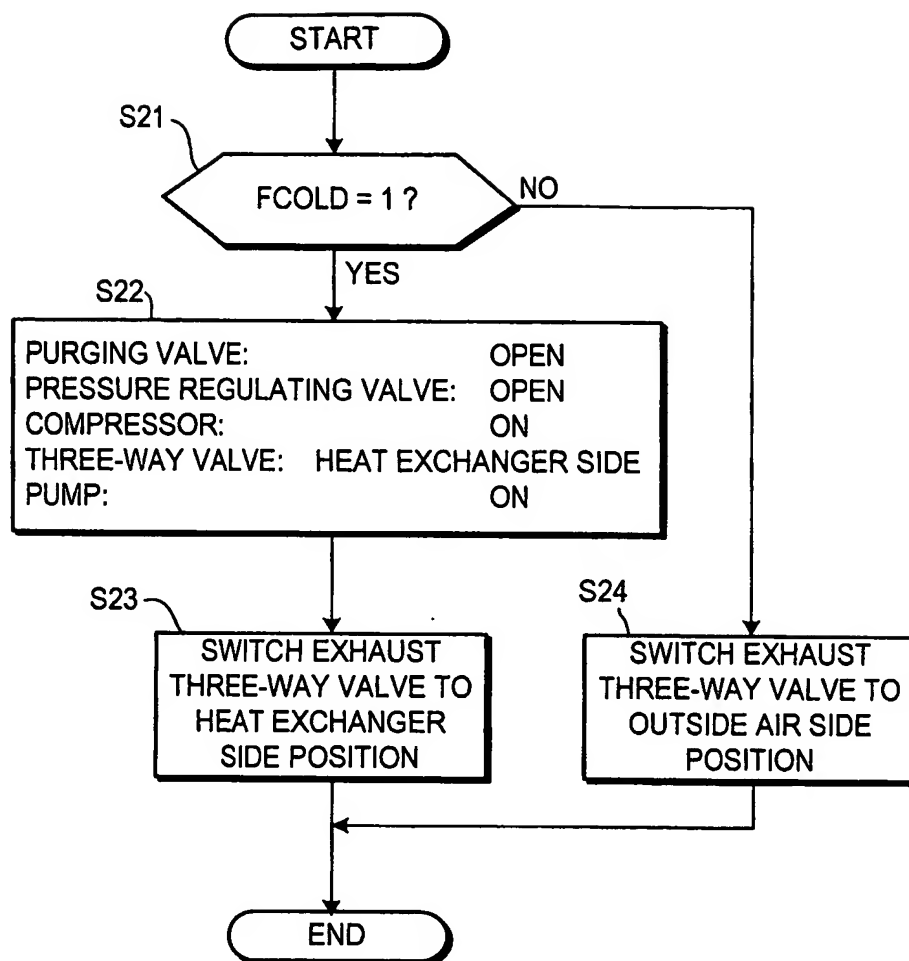 START
S21
FCOLD = 1 ?
NO
YES
S22
PURGING VALVE: OPEN
PRESSURE REGULATING VALVE: OPEN
COMPRESSOR: ON
THREE-WAY VALVE: HEAT EXCHANGER SIDE
PUMP: ON
S23
SWITCH EXHAUST
THREE-WAY VALVE TO
HEAT EXCHANGER
SIDE POSITION
S24
SWITCH EXHAUST
THREE-WAY VALVE TO
OUTSIDE AIR SIDE
POSITION
END